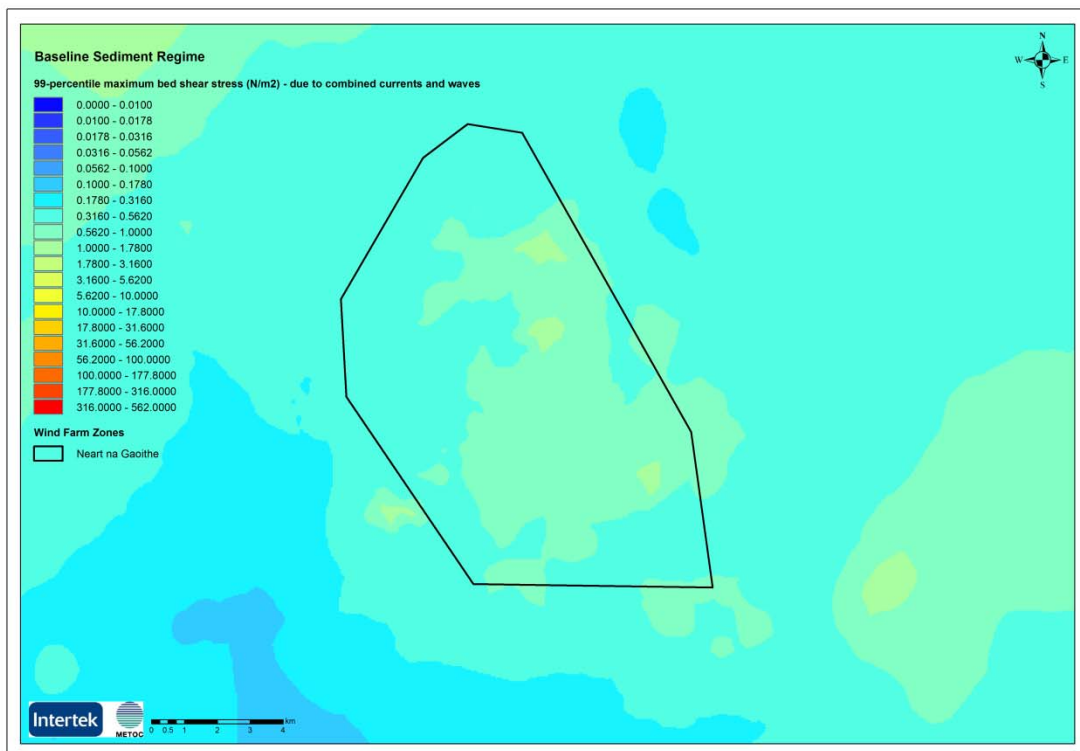 Baseline Sediment Regime
99-percentile maximum bed shear stress (N/m2) - due to combined currents and waves
0.0000 - 0.0100
0.0100 - 0.0178
0.0178 - 0.0316
0.0316 - 0.0562
0.0562 - 0.1000
0.1000 - 0.1780
0.1780 - 0.3160
0.3160 - 0.5620
0.5620 - 1.0000
1.0000 - 1.7800
1.7800 - 3.1600
3.1600 - 5.6200
5.6200 - 10.0000
10.0000 - 17.8000
17.8000 - 31.6000
31.6000 - 56.2000
56.2000 - 100.0000
100.0000 - 177.8000
177.8000 - 316.0000
316.0000 - 562.0000
Wind Farm Zones
Neart na Gaoithe
N
W E
S
Intertek
METOC
km
0 0.5 1 2 3 4